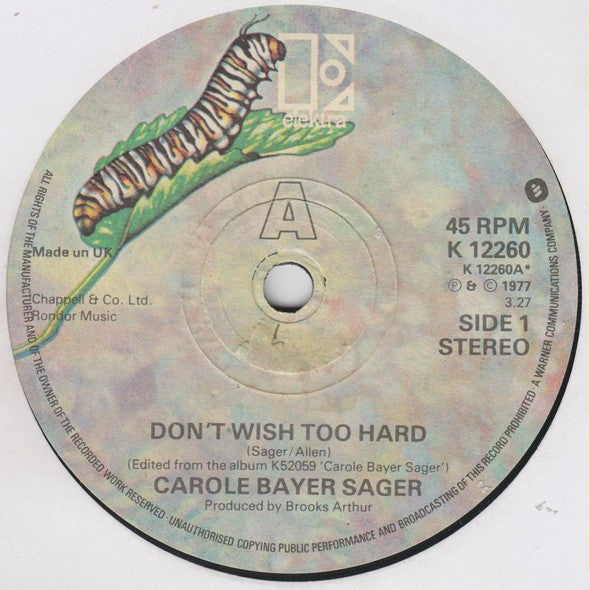 elektra
A
Made un UK
Chappell & Co. Ltd.
Rondor Music
45 RPM
K 12260
K 12260A*
Ⓟ & © 1977
3.27
SIDE 1
STEREO
DON'T WISH TOO HARD
(Sager/Allen)
(Edited from the album K52059 'Carole Bayer Sager')
CAROLE BAYER SAGER
Produced by Brooks Arthur
ALL RIGHTS OF THE MANUFACTURER AND OF THE OWNER OF THE RECORDED WORK RESERVED · UNAUTHORISED COPYING PUBLIC PERFORMANCE AND BROADCASTING OF THIS RECORD PROHIBITED · A WARNER COMMUNICATIONS COMPANY ·